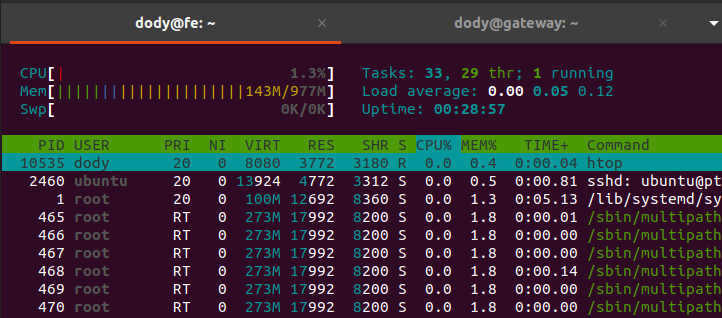 dody@fe: ~ × dody@gateway: ~ ×
CPU[| 1.3%] Tasks: 33, 29 thr; 1 running
Mem[||||||||||||||||||||||143M/977M] Load average: 0.00 0.05 0.12
Swp[ 0K/0K] Uptime: 00:28:57
PID USER PRI NI VIRT RES SHR S CPU% MEM% TIME+ Command
10535 dody 20 0 8080 3772 3180 R 0.0 0.4 0:00.04 htop
2460 ubuntu 20 0 13924 4772 3312 S 0.0 0.5 0:00.81 sshd: ubuntu@pt
1 root 20 0 100M 12692 8360 S 0.0 1.3 0:05.13 /lib/systemd/sy
465 root RT 0 273M 17992 8200 S 0.0 1.8 0:00.01 /sbin/multipath
466 root RT 0 273M 17992 8200 S 0.0 1.8 0:00.00 /sbin/multipath
467 root RT 0 273M 17992 8200 S 0.0 1.8 0:00.00 /sbin/multipath
468 root RT 0 273M 17992 8200 S 0.0 1.8 0:00.14 /sbin/multipath
469 root RT 0 273M 17992 8200 S 0.0 1.8 0:00.00 /sbin/multipath
470 root RT 0 273M 17992 8200 S 0.0 1.8 0:00.00 /sbin/multipath